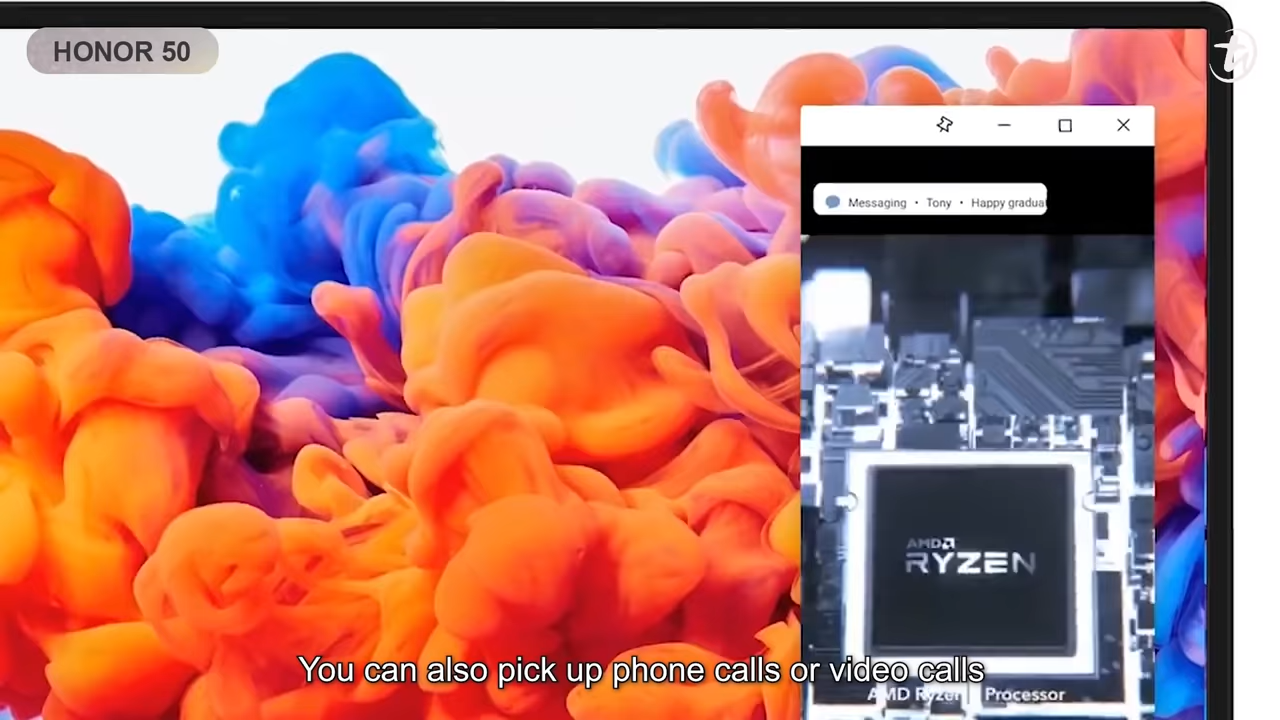 HONOR 50
Messaging • Tony • Happy graduat
AMD
RYZEN
You can also pick up phone calls or video calls
AMD Ryzen Processor